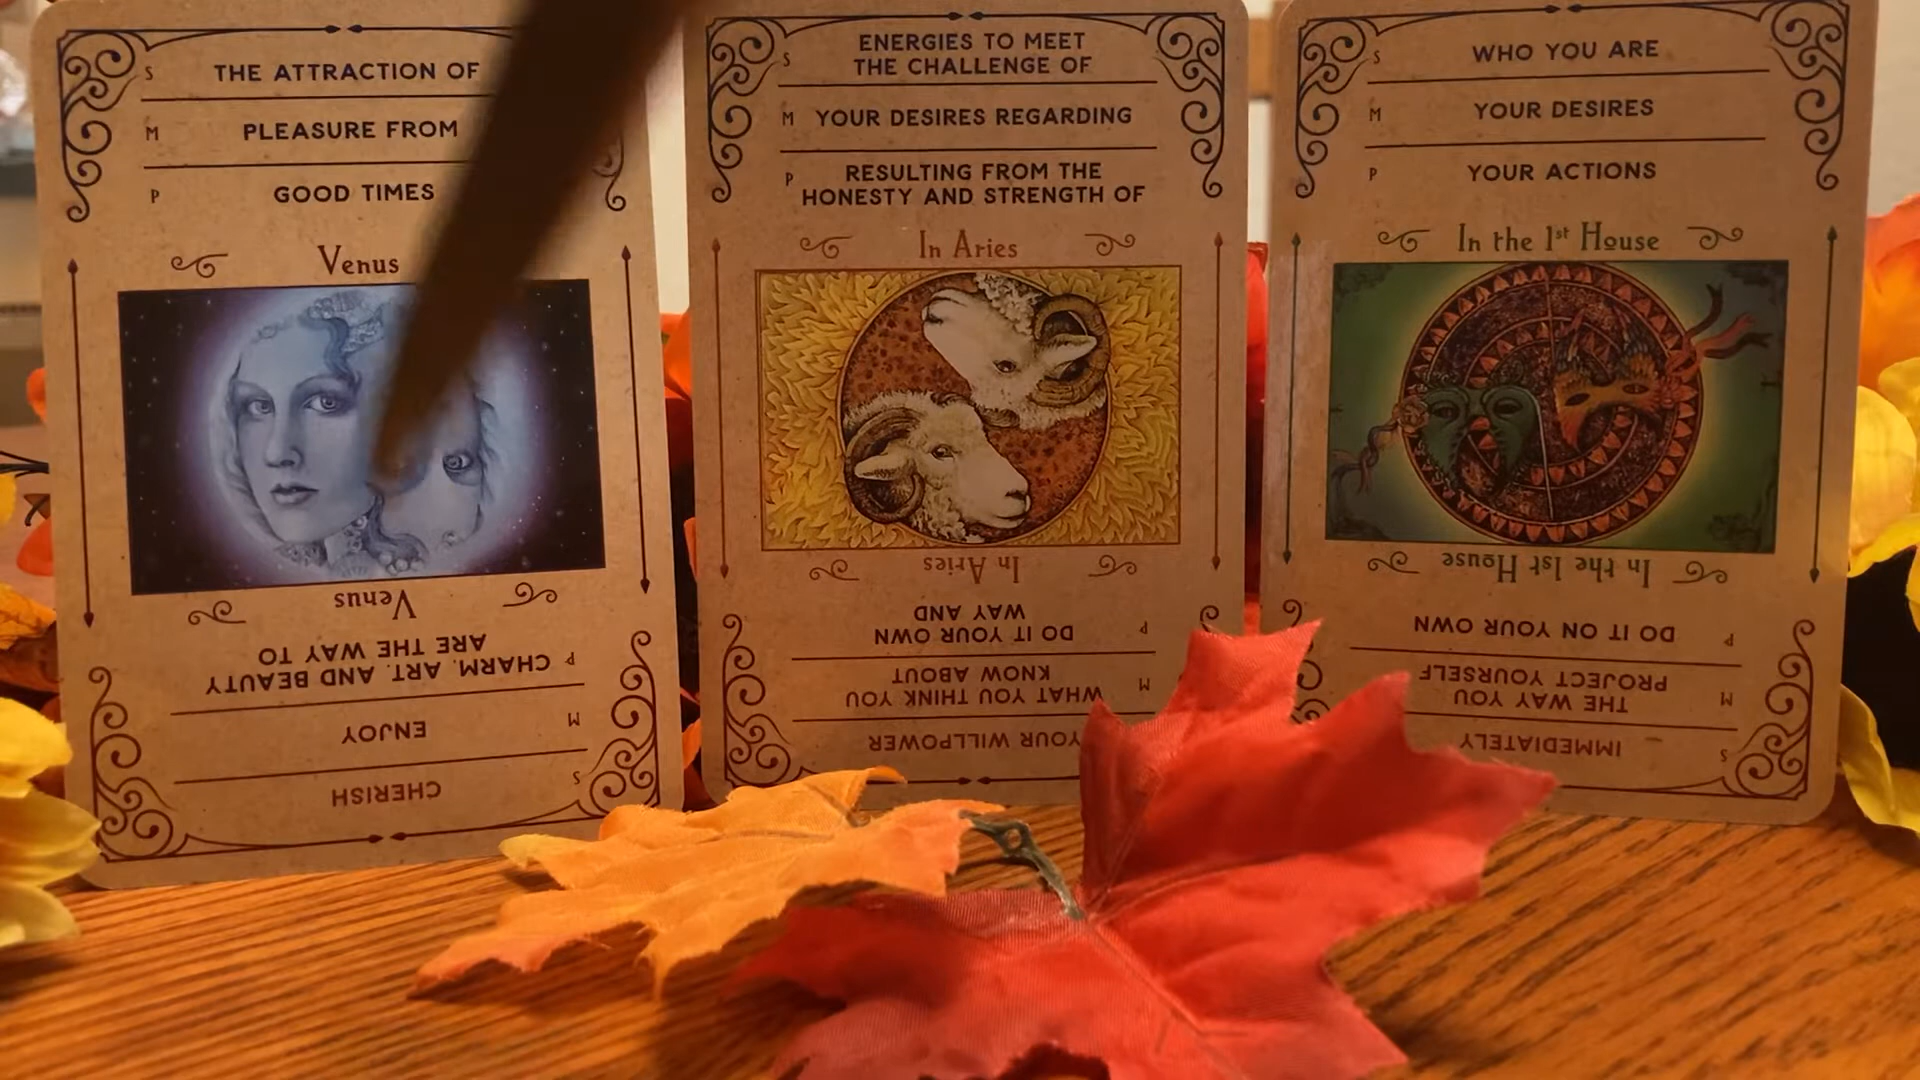 S THE ATTRACTION OF
M PLEASURE FROM
P GOOD TIMES
Venus
Venus
P CHARM, ART, AND BEAUTY
ARE THE WAY TO
M ENJOY
S CHERISH
S ENERGIES TO MEET
THE CHALLENGE OF
M YOUR DESIRES REGARDING
P RESULTING FROM THE
HONESTY AND STRENGTH OF
In Aries
In Aries
P DO IT YOUR OWN
WAY AND
M WHAT YOU THINK YOU
KNOW ABOUT
YOUR WILLPOWER
S WHO YOU ARE
M YOUR DESIRES
P YOUR ACTIONS
In the 1st House
In the 1st House
P DO IT ON YOUR OWN
M THE WAY YOU
PROJECT YOURSELF
S IMMEDIATELY